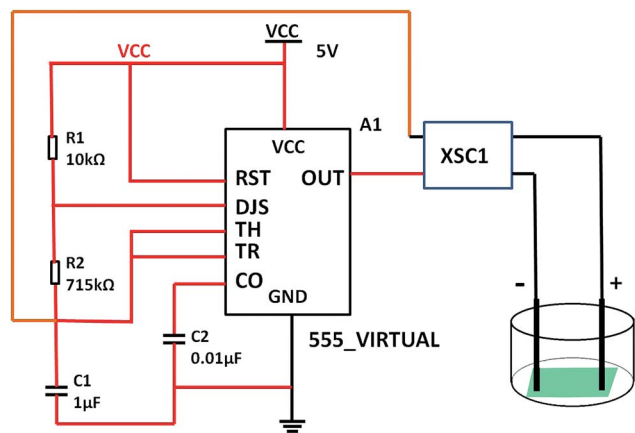 VCC
VCC
5V
R1
10kΩ
A1
VCC
XSC1
RST
OUT
DJS
TH
TR
CO
R2
715kΩ
GND
-
+
C2
0.01μF
555_VIRTUAL
C1
1μF